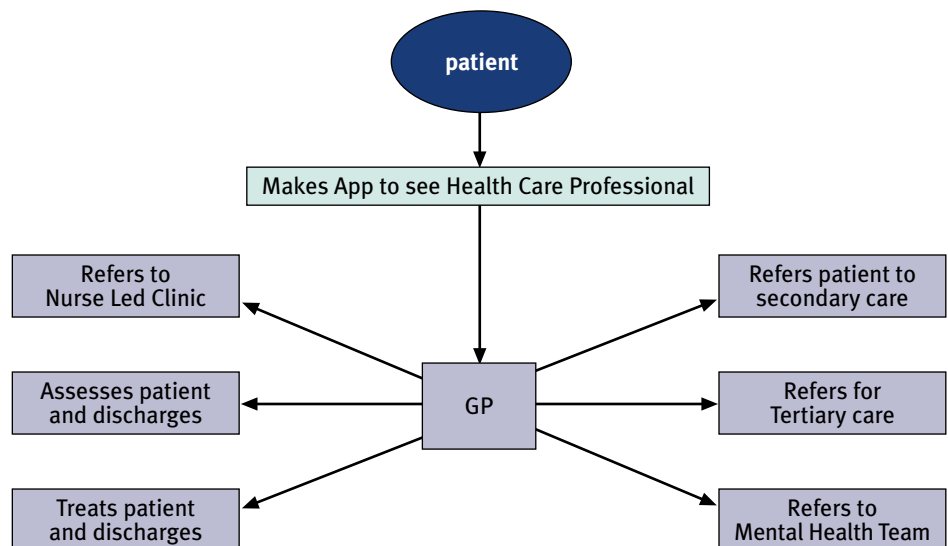 patient
Makes App to see Health Care Professional
Refers to
Nurse Led Clinic
Refers patient to
secondary care
Assesses patient
and discharges
GP
Refers for
Tertiary care
Treats patient
and discharges
Refers to
Mental Health Team